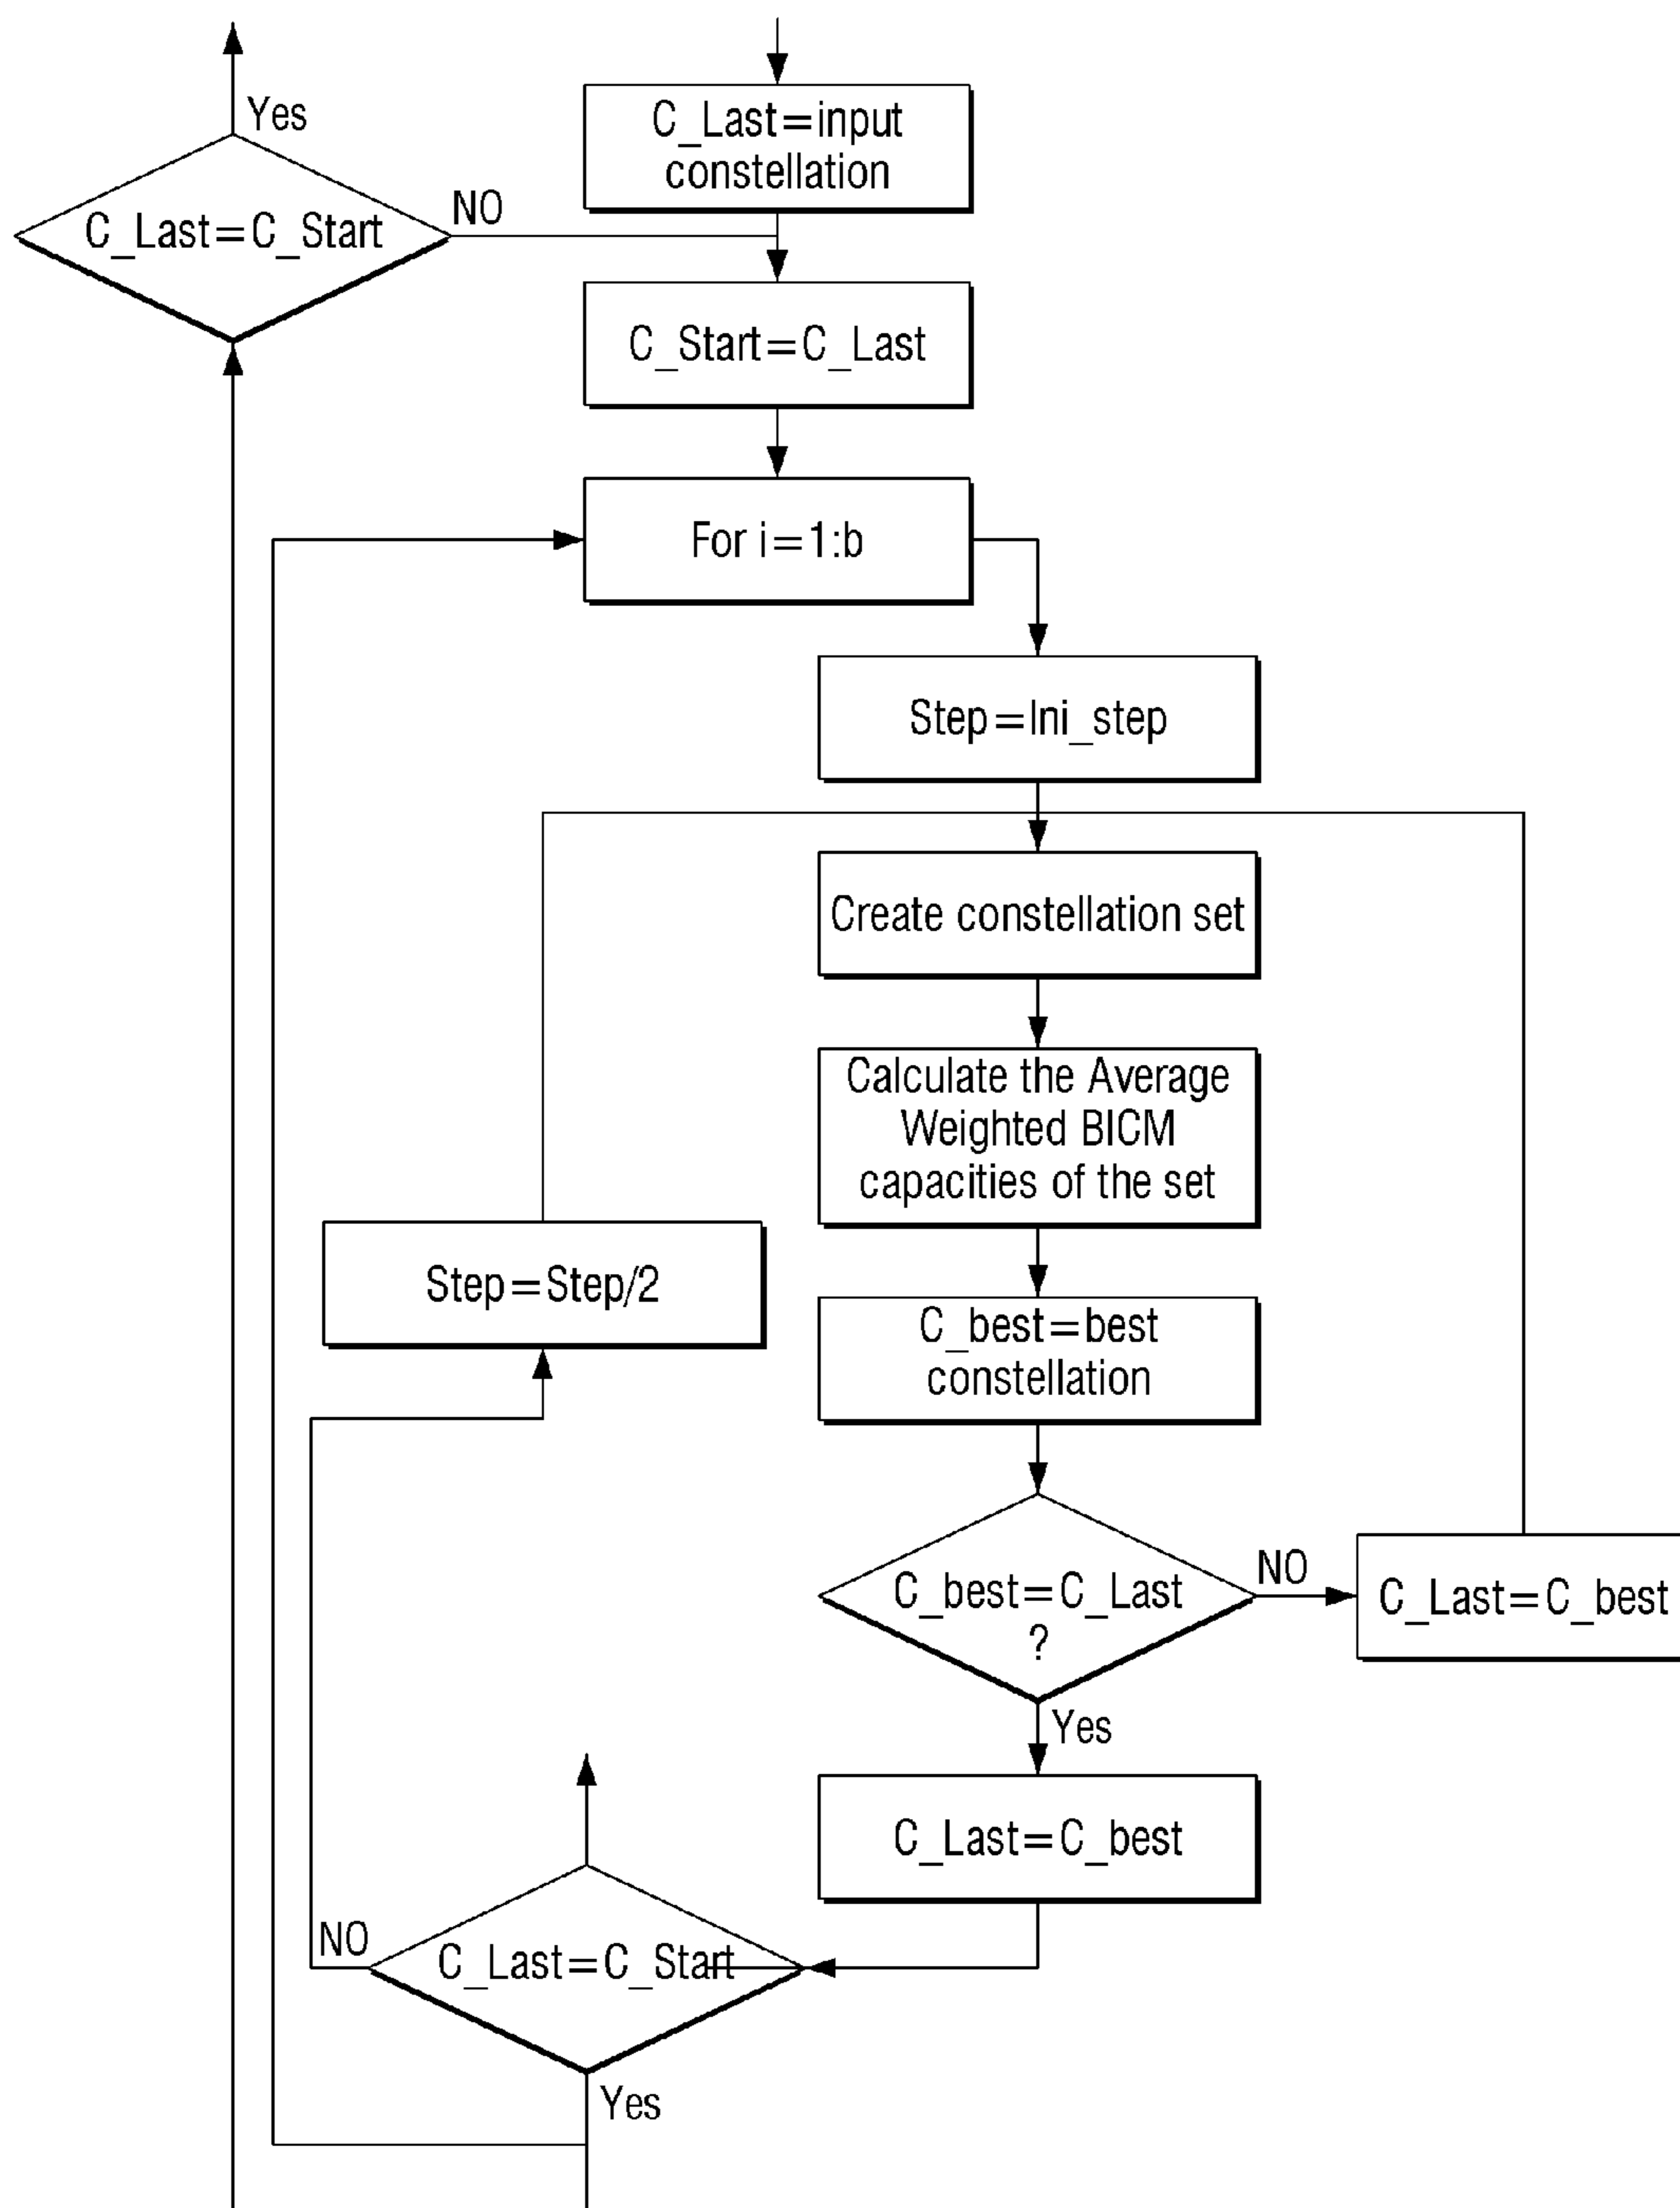 Yes
C_Last=input
constellation
C_Last=C_Start
NO
C_Start=C_Last
For i=1:b
Step=Ini_step
Create constellation set
Calculate the Average
Weighted BICM
capacities of the set
Step=Step/2
C_best=best
constellation
C_best=C_Last
?
NO
C_Last=C_best
Yes
C_Last=C_best
NO
C_Last=C_Start
Yes